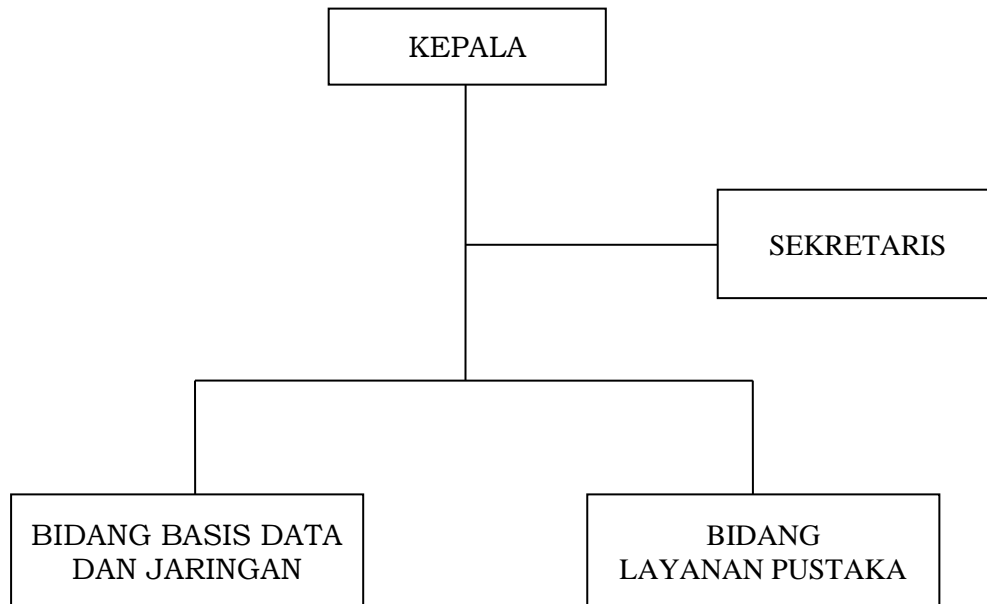 KEPALA
SEKRETARIS
BIDANG BASIS DATA
DAN JARINGAN
BIDANG
LAYANAN PUSTAKA